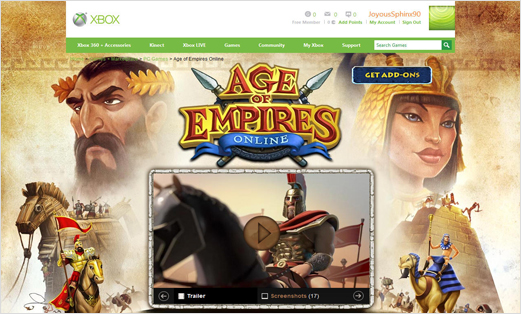 XBOX
0 0 0
JoyousSphinx90
Free Member | 0 Add Points | My Account | Sign Out
Xbox 360 + Accessories Kinect Xbox LIVE Games Community My Xbox Support Search Games
PC Games > Age of Empires Online
GET ADD-ONS
AGE
OF
EMPIRES
ONLINE
Trailer Screenshots (17)